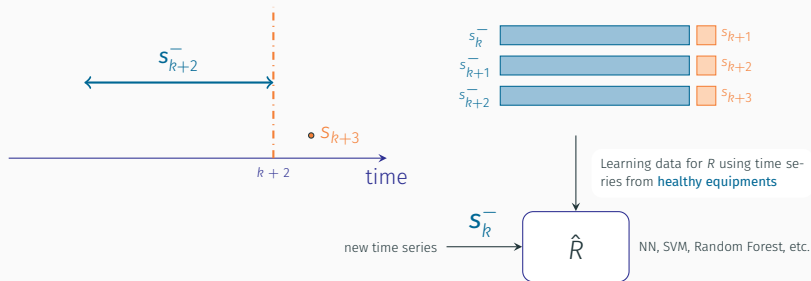 s⁻ₖ₊₂
sₖ₊₃
k + 2
time
s⁻ₖ sₖ₊₁
s⁻ₖ₊₁ sₖ₊₂
s⁻ₖ₊₂ sₖ₊₃
Learning data for R using time se-
ries from healthy equipments
s⁻ₖ
new time series
R̂
NN, SVM, Random Forest, etc.